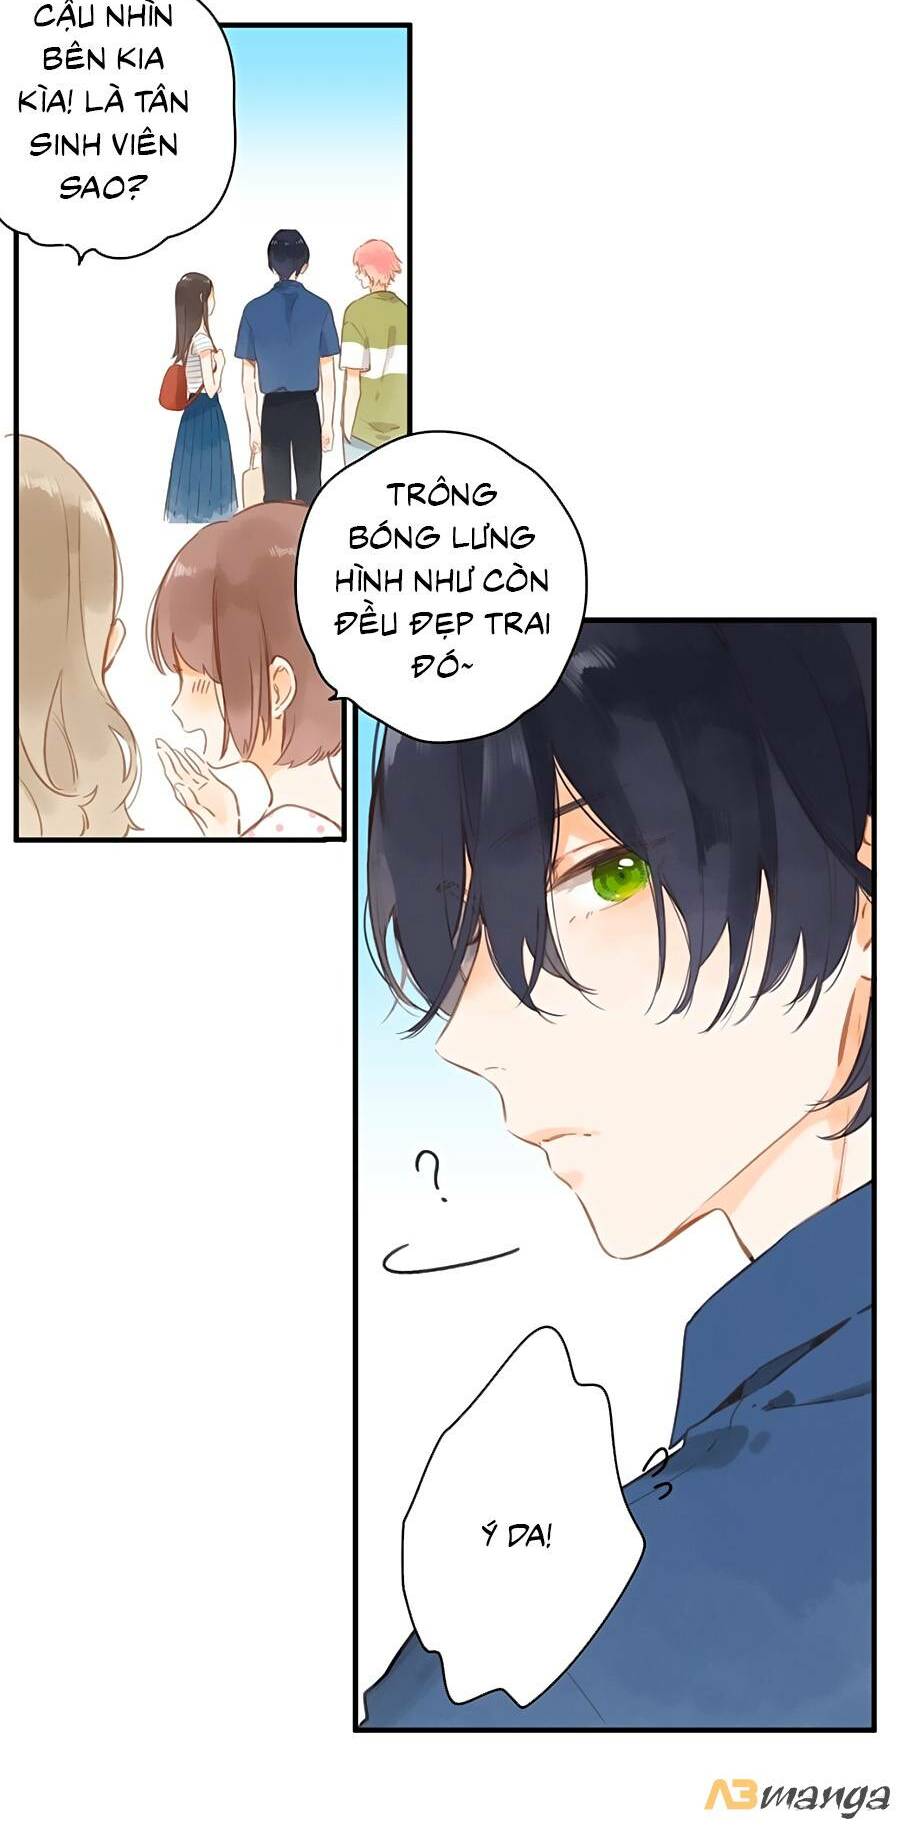 CẬU NHÌN
BÊN KIA
KÌA! LÀ TÂN
SINH VIÊN
SAO?
TRÔNG
BÓNG LƯNG
HÌNH NHƯ CÒN
ĐỀU ĐẸP TRAI
ĐÓ~
?
Ý DA!
A3manga